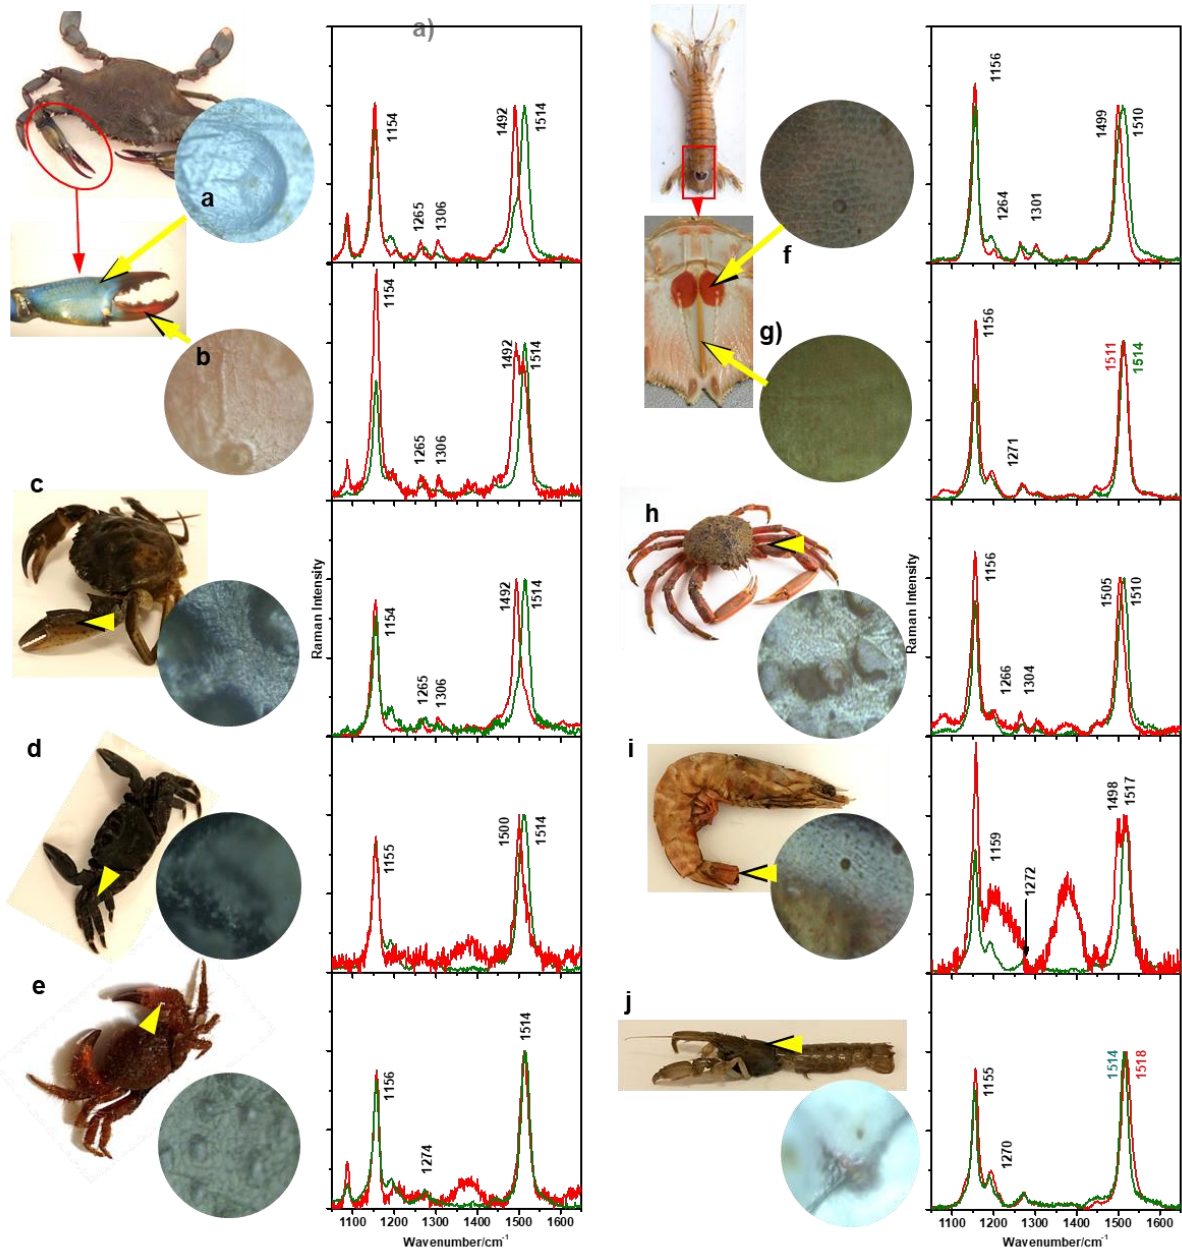 a)
a
b
c
d
e
f
g)
h
i
j
1154
1265
1306
1492
1514
1154
1265
1306
1492
1514
1154
1265
1306
1492
1514
1155
1500
1514
1156
1274
1514
Raman Intensity
1100 1200 1300 1400 1500 1600
Wavenumber/cm-1
1156
1264
1301
1499
1510
1156
1271
1511
1514
1156
1266
1304
1505
1510
1159
1272
1498
1517
1155
1270
1514
1518
Raman Intensity
1100 1200 1300 1400 1500 1600
Wavenumber/cm-1